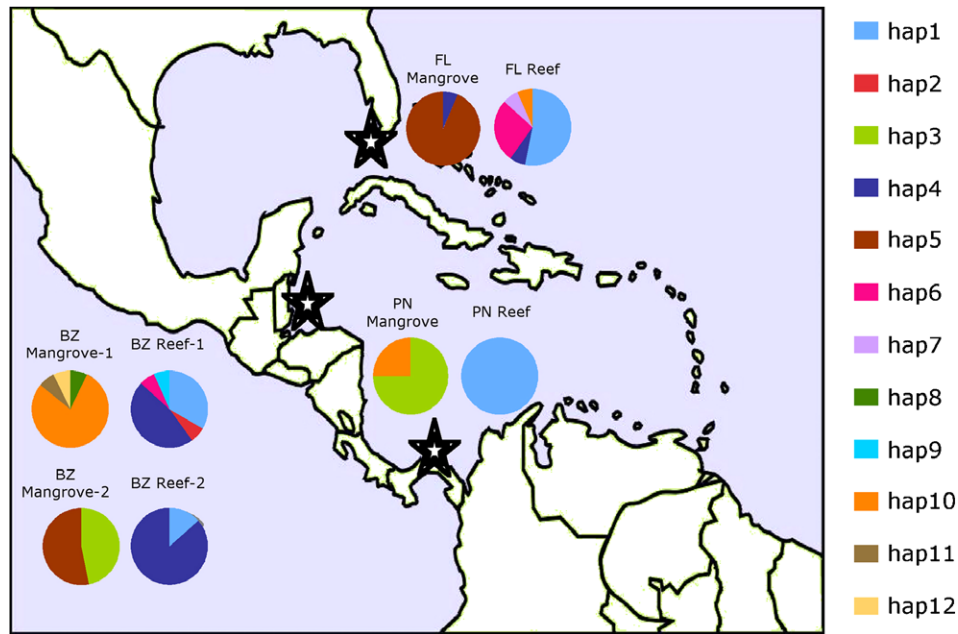 FL
Mangrove
FL Reef
PN
Mangrove
PN Reef
BZ
Mangrove-1
BZ Reef-1
BZ
Mangrove-2
BZ Reef-2
hap1
hap2
hap3
hap4
hap5
hap6
hap7
hap8
hap9
hap10
hap11
hap12